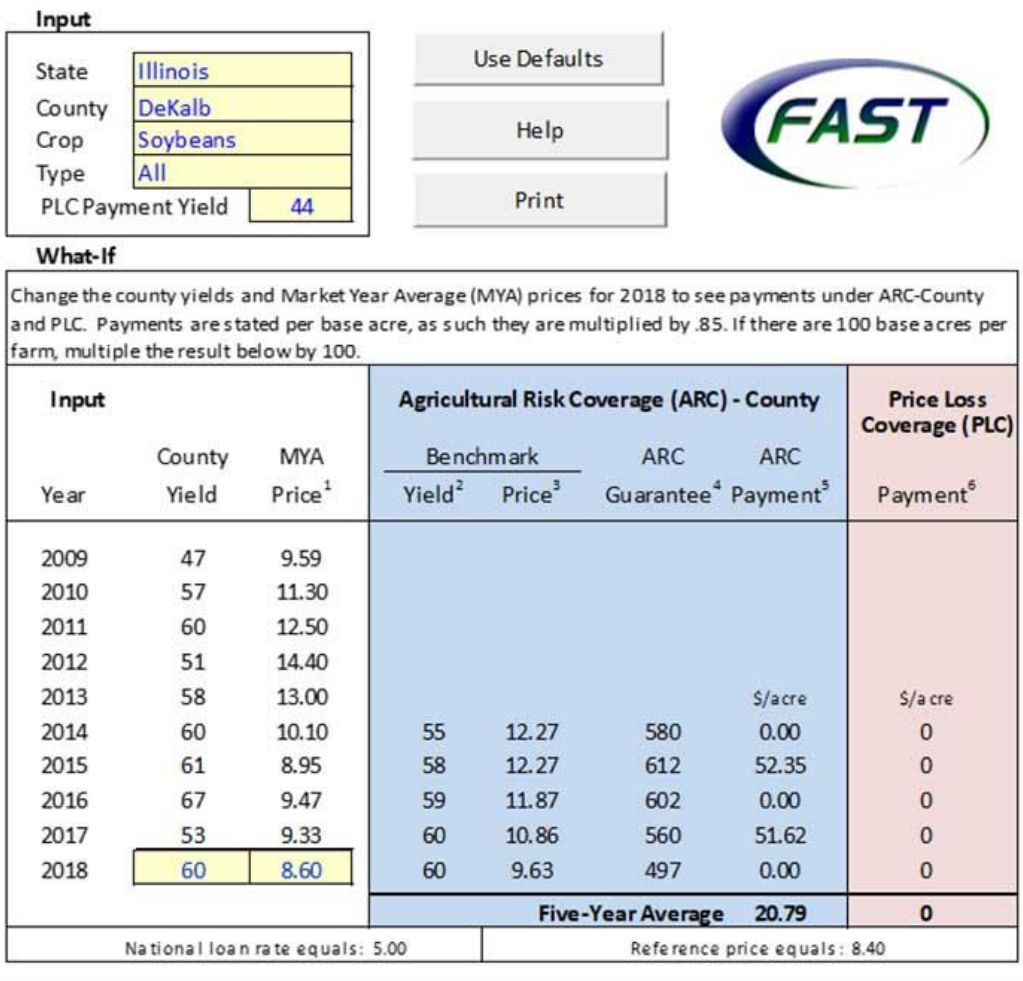 Input
State Illinois
County DeKalb
Crop Soybeans
Type All
PLC Payment Yield 44
Use Defaults
Help
Print
FAST
What-If
Change the county yields and Market Year Average (MYA) prices for 2018 to see payments under ARC-County
and PLC. Payments are stated per base acre, as such they are multiplied by .85. If there are 100 base acres per
farm, multiple the result below by 100.
Input Agricultural Risk Coverage (ARC) - County Price Loss
Coverage (PLC)
County MYA Benchmark ARC ARC
Year Yield Price¹ Yield² Price³ Guarantee⁴ Payment⁵ Payment⁶
2009 47 9.59
2010 57 11.30
2011 60 12.50
2012 51 14.40
2013 58 13.00 $/acre $/acre
2014 60 10.10 55 12.27 580 0.00 0
2015 61 8.95 58 12.27 612 52.35 0
2016 67 9.47 59 11.87 602 0.00 0
2017 53 9.33 60 10.86 560 51.62 0
2018 60 8.60 60 9.63 497 0.00 0
Five-Year Average 20.79 0
National loan rate equals: 5.00 Reference price equals: 8.40